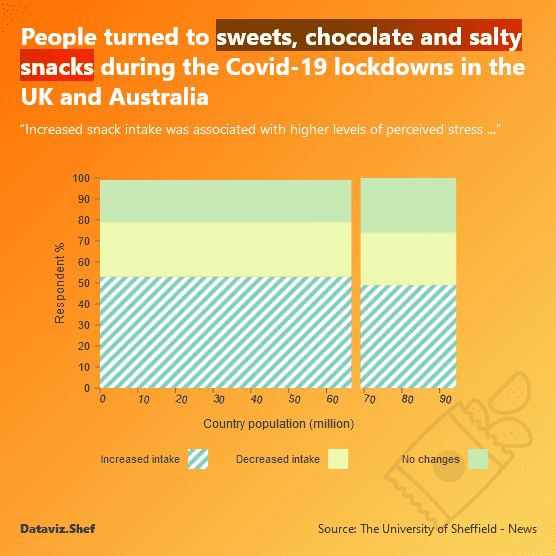 People turned to sweets, chocolate and salty
snacks during the Covid-19 lockdowns in the
UK and Australia
“Increased snack intake was associated with higher levels of perceived stress ...”
100
90
80
70
60
50
40
30
20
10
0
Respondent %
0 10 20 30 40 50 60 70 80 90
Country population (million)
Increased intake Decreased intake No changes
Dataviz.Shef Source: The University of Sheffield - News